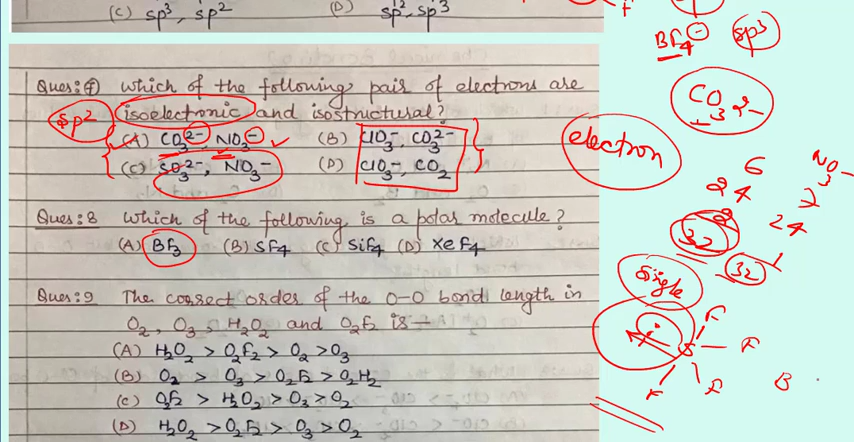 (C) sp³, sp² (D) sp², sp³
Ques:⑦ which of the following pair of electrons are
isoelectronic and isostructural?
sp²
(A) CO₃²⁻, NO₃⁻ (B) ClO₃⁻, CO₃²⁻
(C) SO₃²⁻, NO₃⁻ (D) ClO₃⁻, CO₂
Ques:8 which of the following is a polar molecule?
(A) BF₃ (B) SF₄ (C) SiF₄ (D) XeF₄
Ques:9 The correct order of the O-O bond length in
O₂, O₃, H₂O₂ and O₂F₂ is –
(A) H₂O₂ > O₂F₂ > O₂ > O₃
(B) O₂ > O₃ > O₂F₂ > O₂H₂
(C) O₂F₂ > H₂O₂ > O₃ > O₂
(D) H₂O₂ > O₂F₂ > O₃ > O₂
F
BF₄⁻ sp³
CO₃²⁻
electron
6
24
2
32
NO₃⁻
7
24
1
32
single
F
S F
F F
B